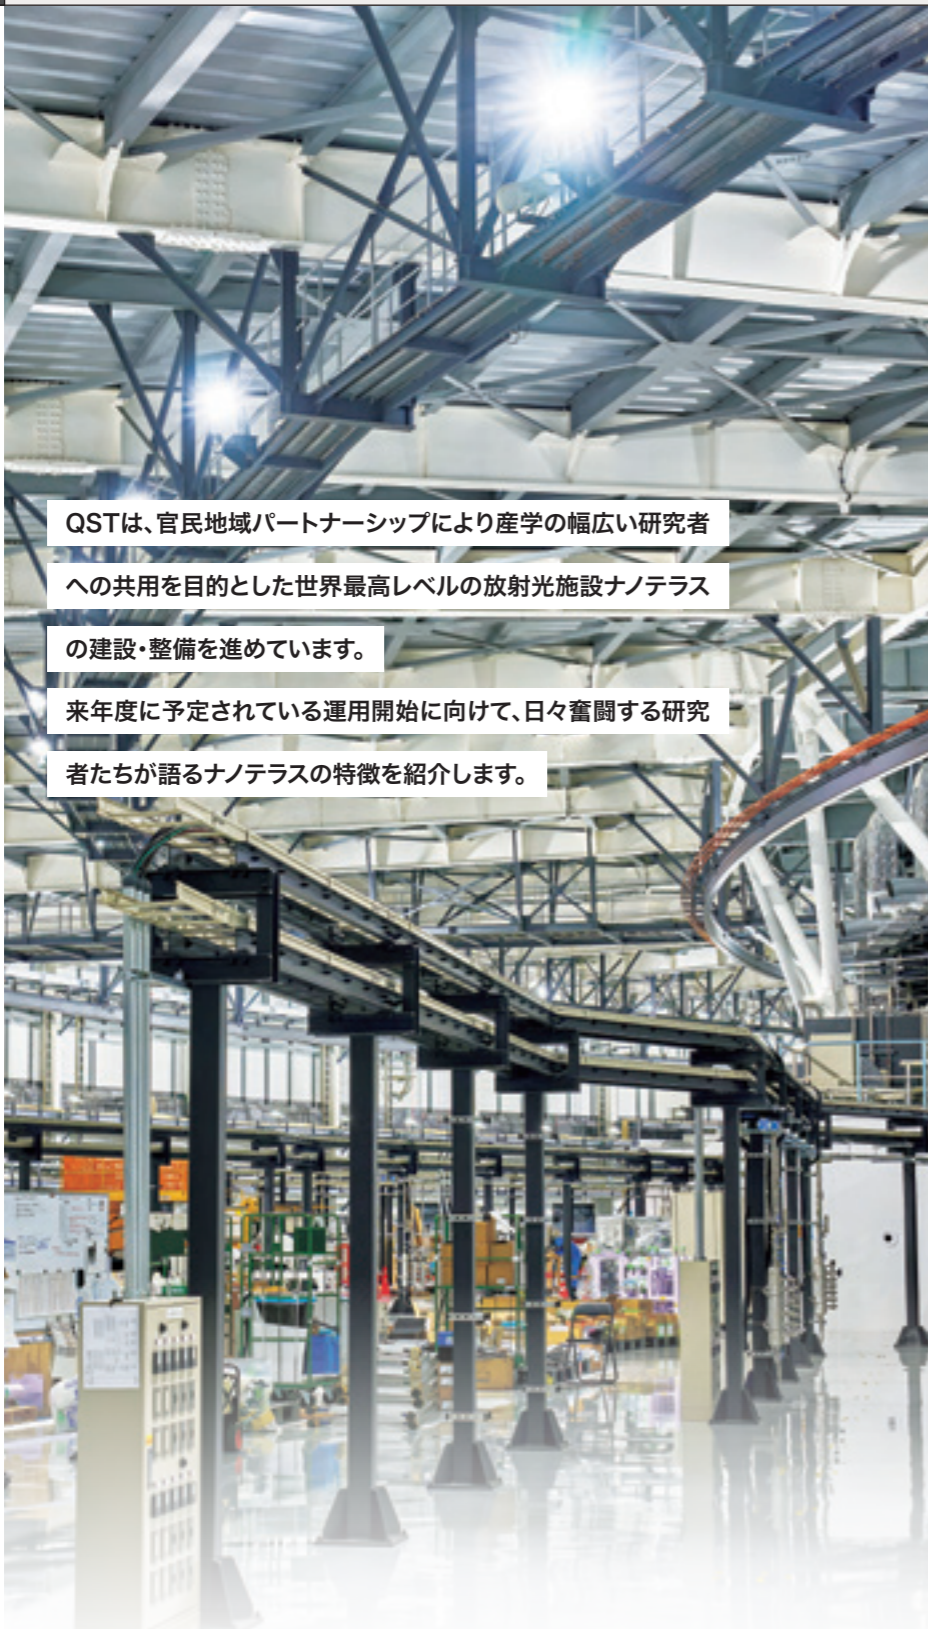 QSTは、官民地域パートナーシップにより産学の幅広い研究者
への共用を目的とした世界最高レベルの放射光施設ナノテラス
の建設・整備を進めています。
来年度に予定されている運用開始に向けて、日々奮闘する研究
者たちが語るナノテラスの特徴を紹介します。